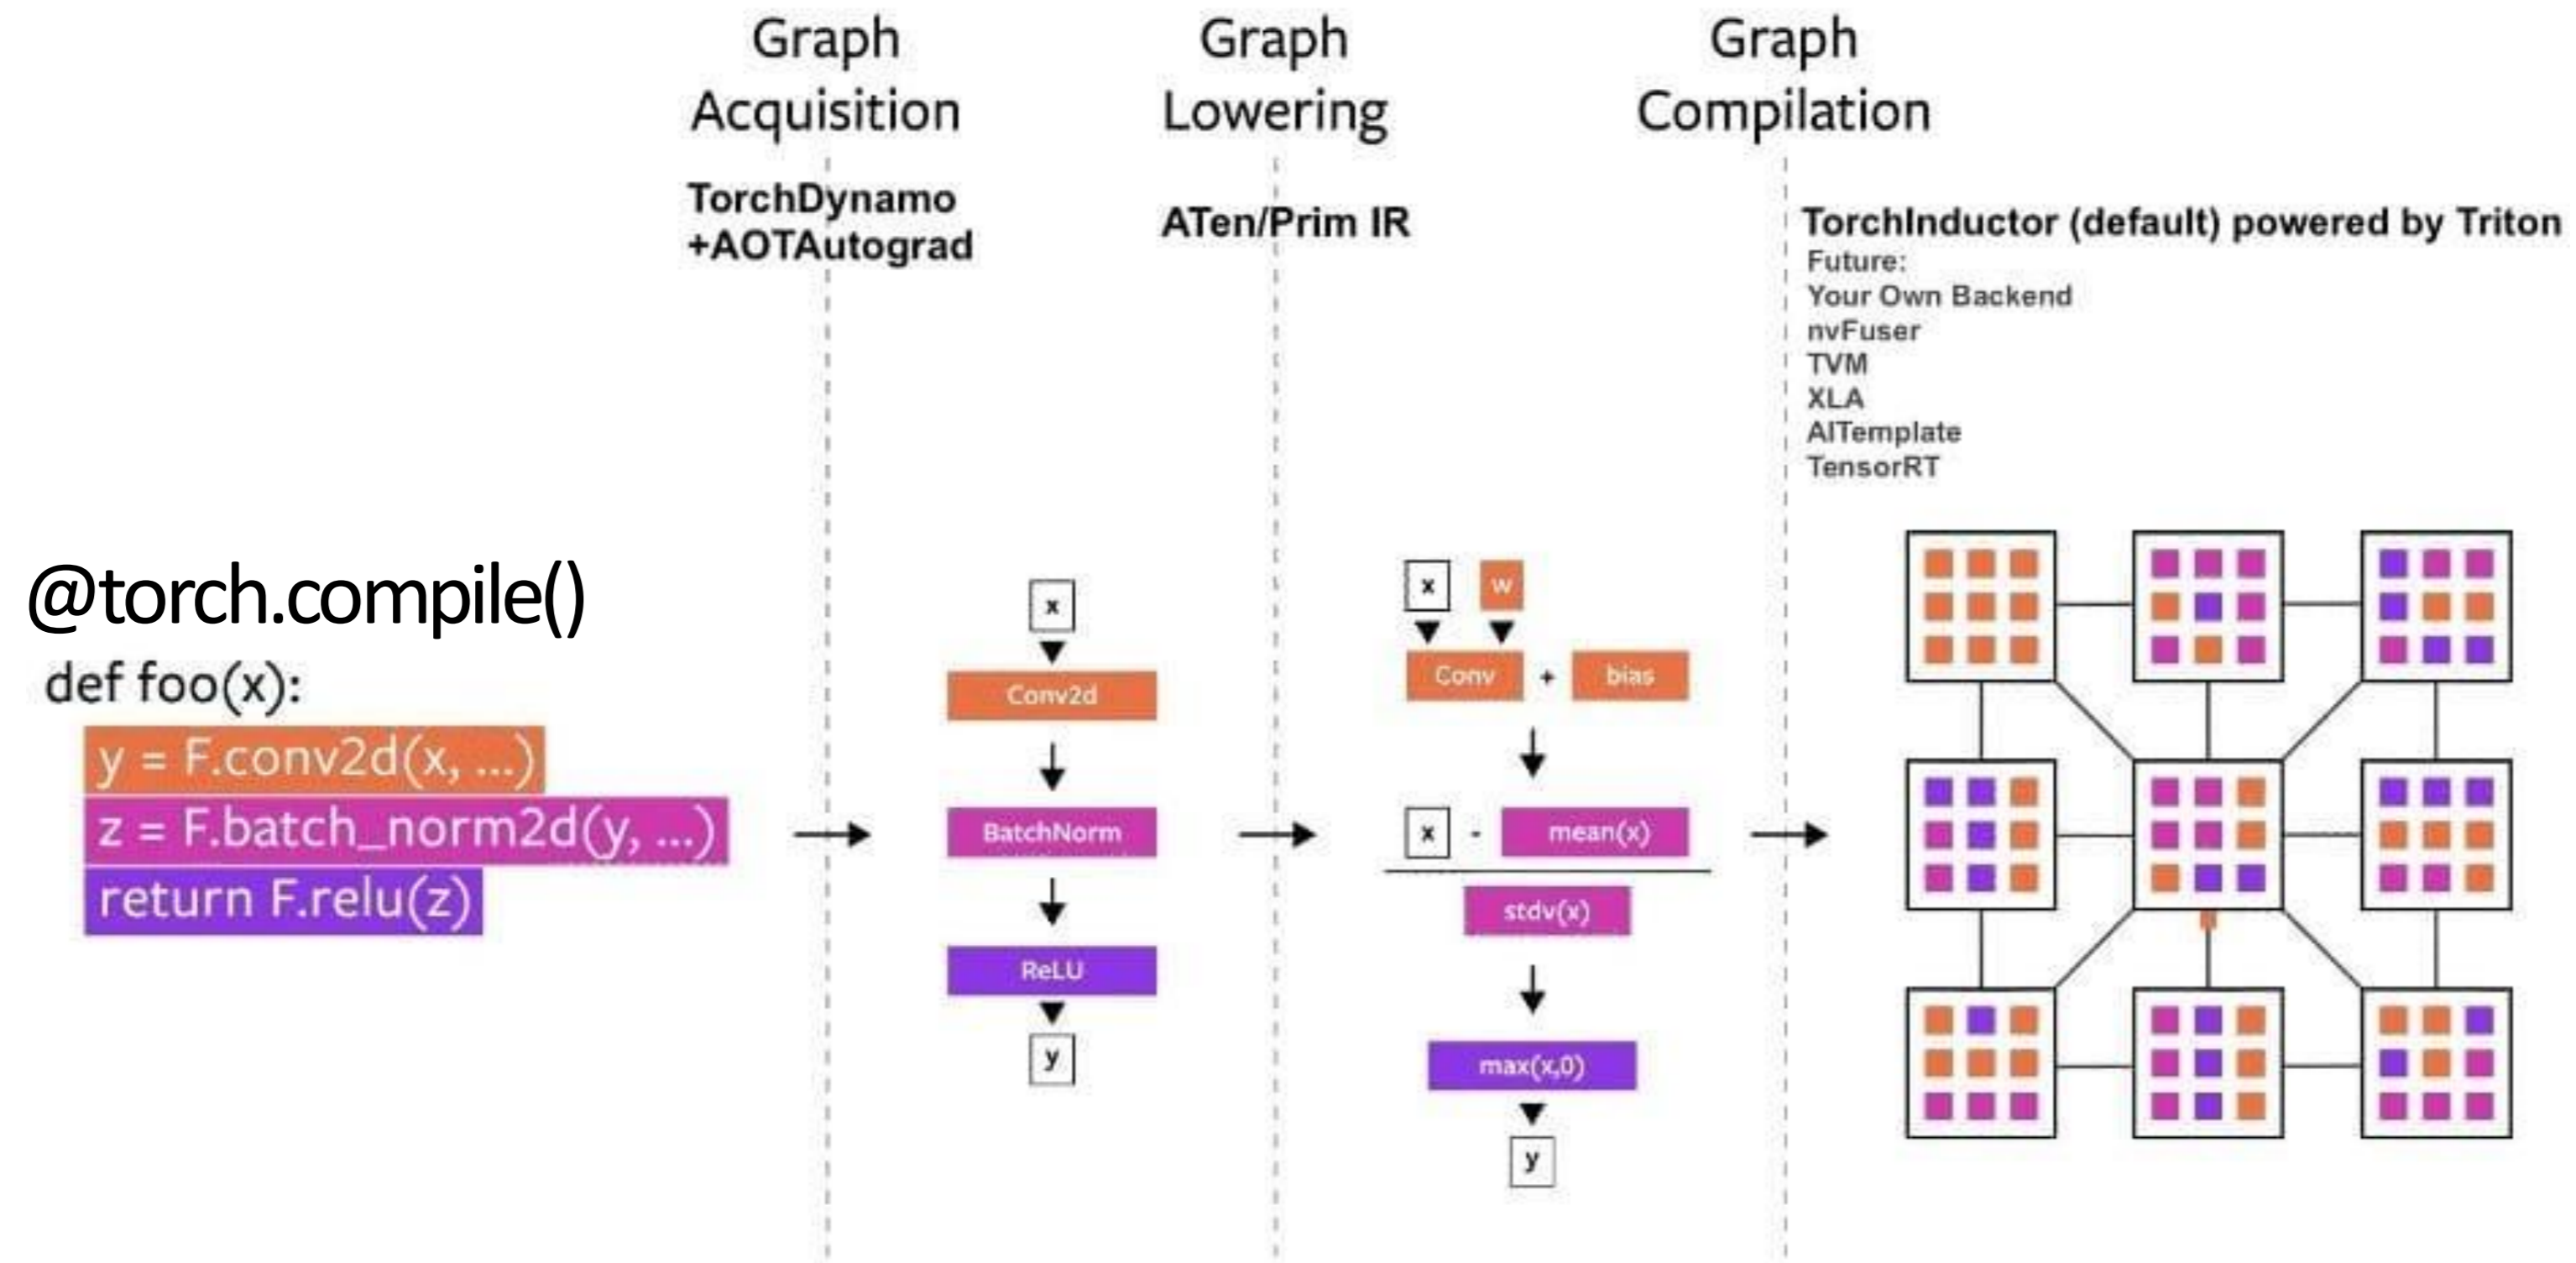 Graph
Acquisition
Graph
Lowering
Graph
Compilation
TorchDynamo
+AOTAutograd
ATen/Prim IR
TorchInductor (default) powered by Triton
Future:
Your Own Backend
nvFuser
TVM
XLA
AITemplate
TensorRT
@torch.compile()
def foo(x):
y = F.conv2d(x, ...)
z = F.batch_norm2d(y, ...)
return F.relu(z)
x
Conv2d
BatchNorm
ReLU
y
x w
Conv + bias
x - mean(x)
stdv(x)
max(x,0)
y